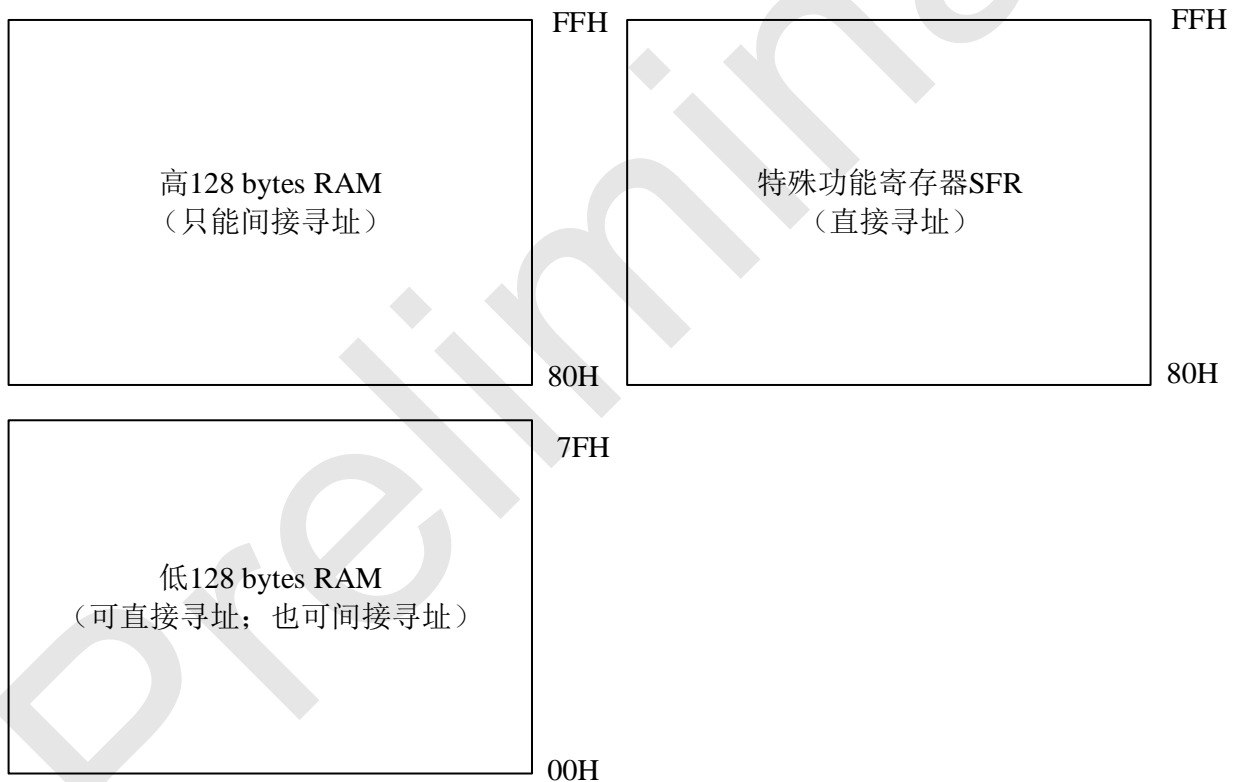 FFH
高128 bytes RAM
（只能间接寻址）
80H
FFH
特殊功能寄存器SFR
（直接寻址）
80H
7FH
低128 bytes RAM
（可直接寻址；也可间接寻址）
00H
Prelimina